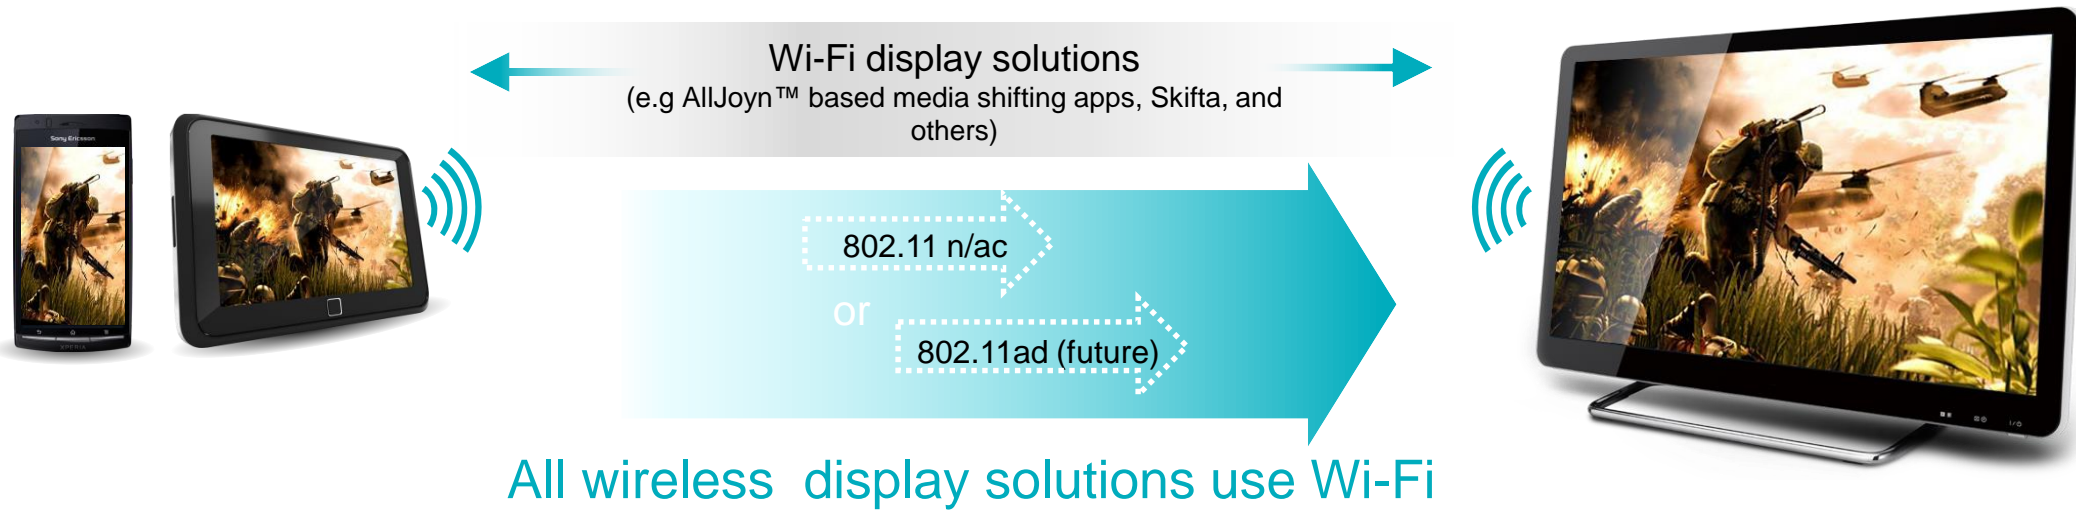 Wi-Fi display solutions
(e.g AllJoyn™ based media shifting apps, Skifta, and
others)
Sony Ericsson
802.11 n/ac
or
802.11ad (future)
XPERIA
All wireless  display solutions use Wi-Fi